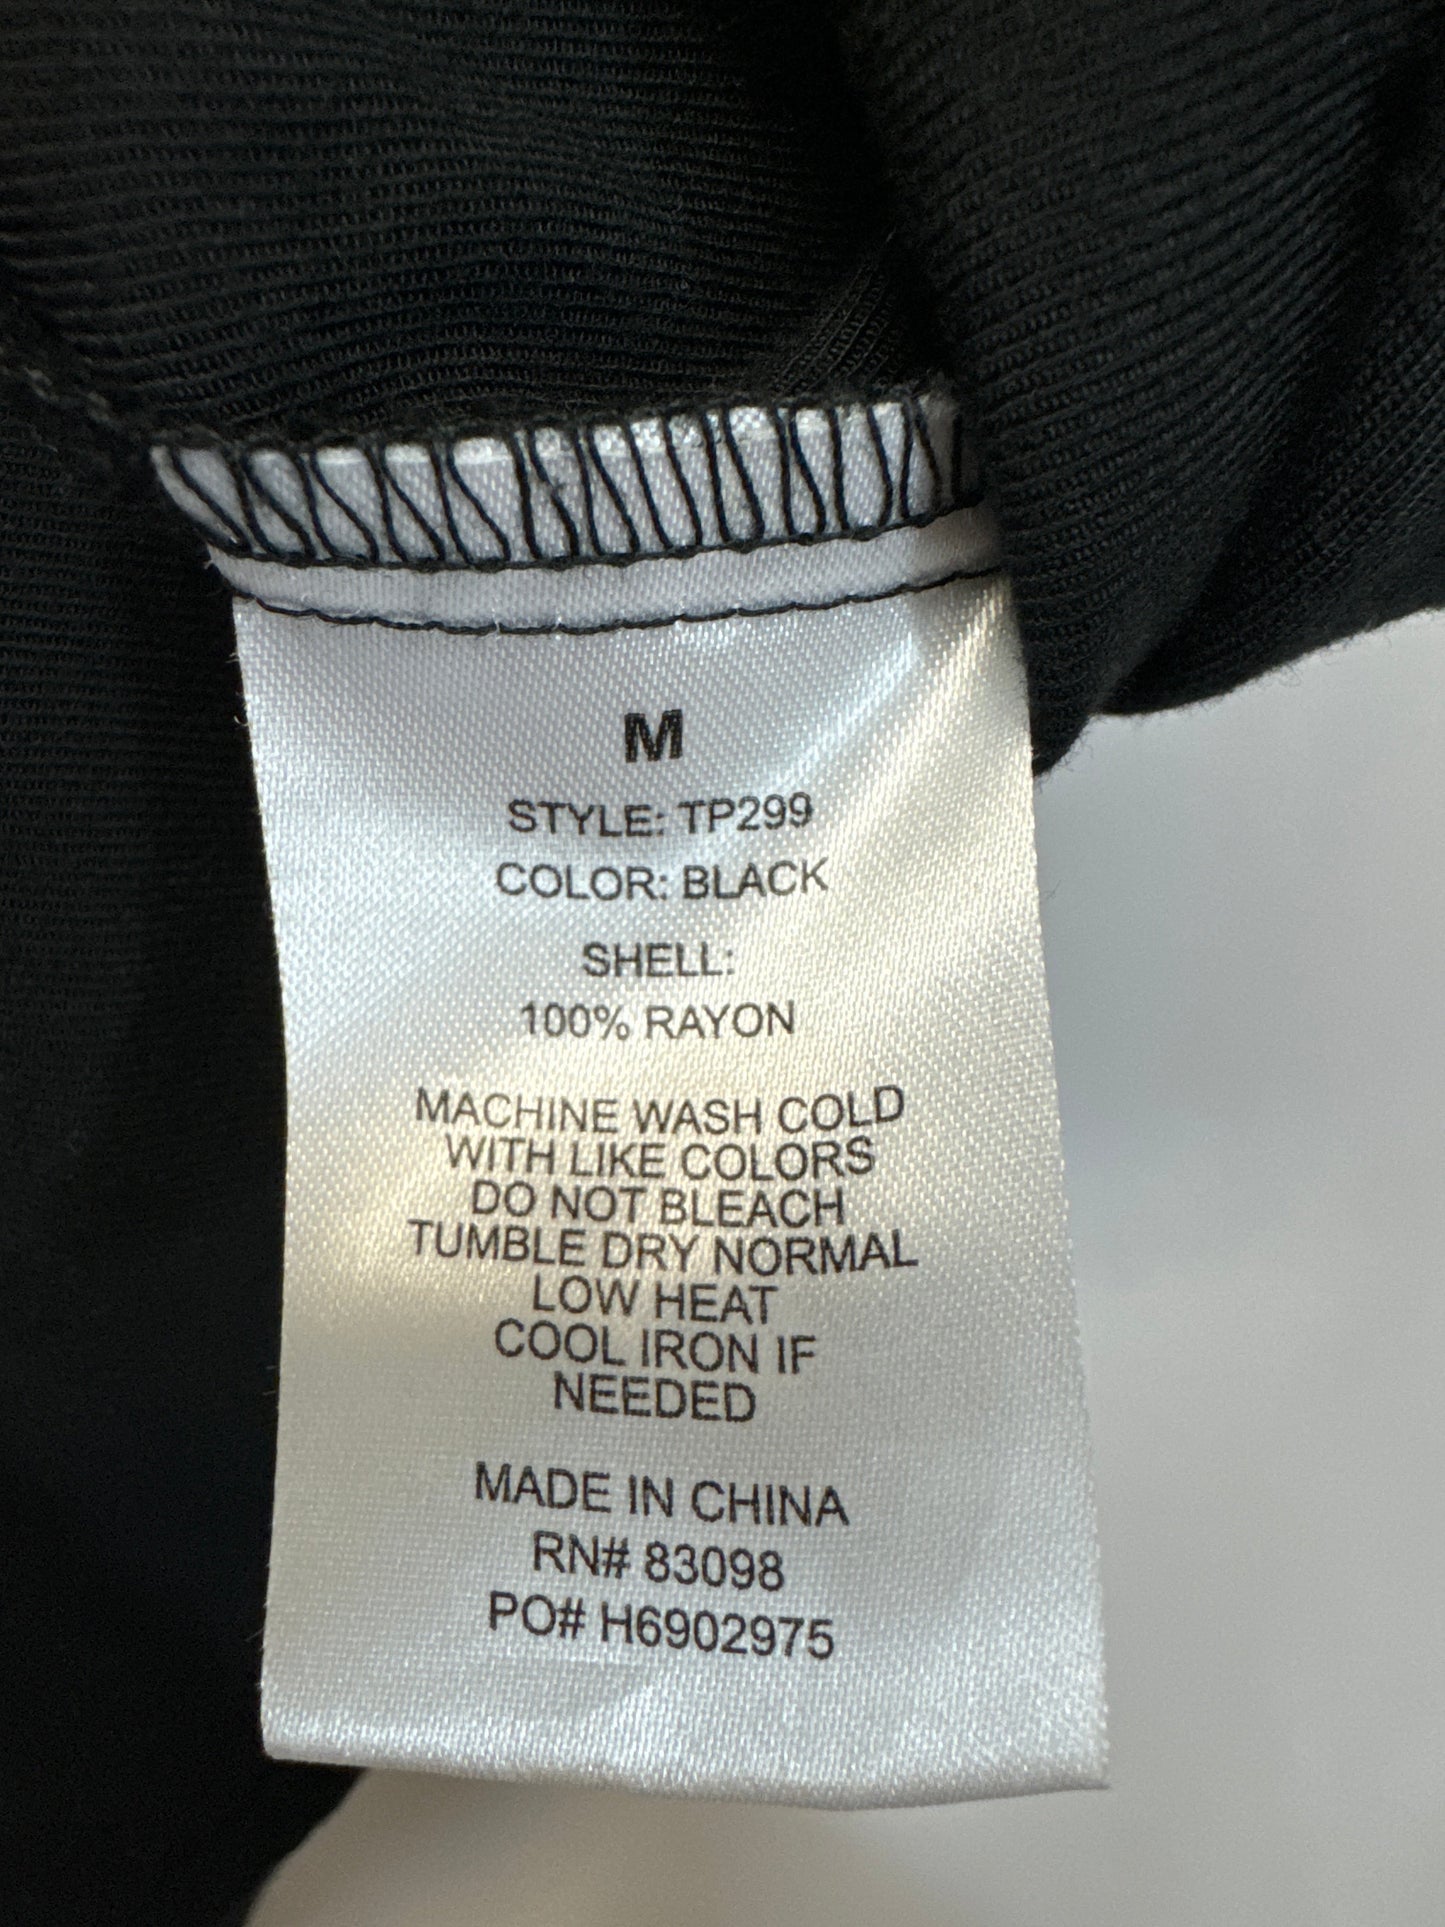 M
STYLE: TP299
COLOR: BLACK
SHELL:
100% RAYON
MACHINE WASH COLD
WITH LIKE COLORS
DO NOT BLEACH
TUMBLE DRY NORMAL
LOW HEAT
COOL IRON IF
NEEDED
MADE IN CHINA
RN# 83098
PO# H6902975